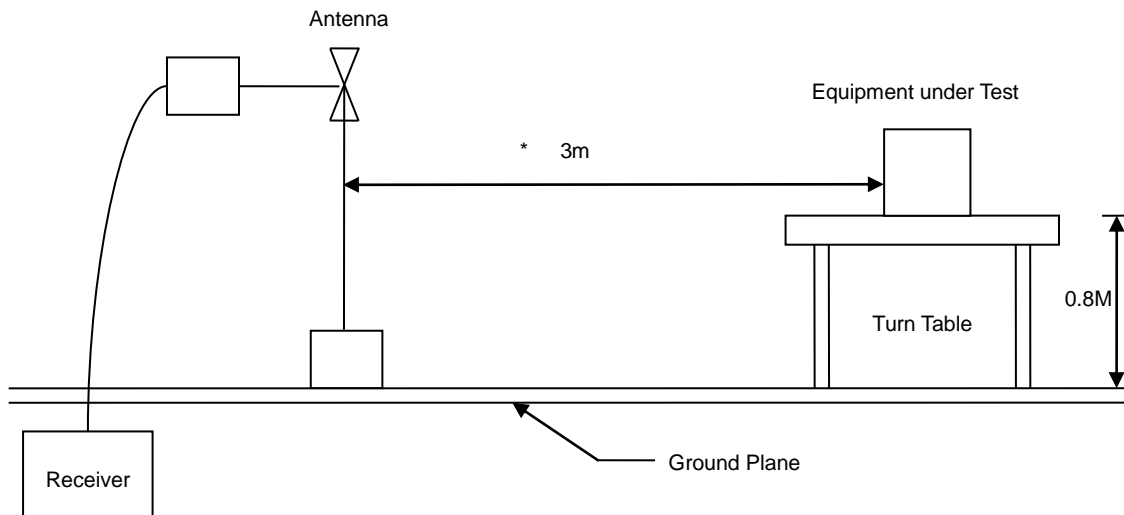 Antenna
Equipment under Test
* 3m
0.8M
Turn Table
Ground Plane
Receiver